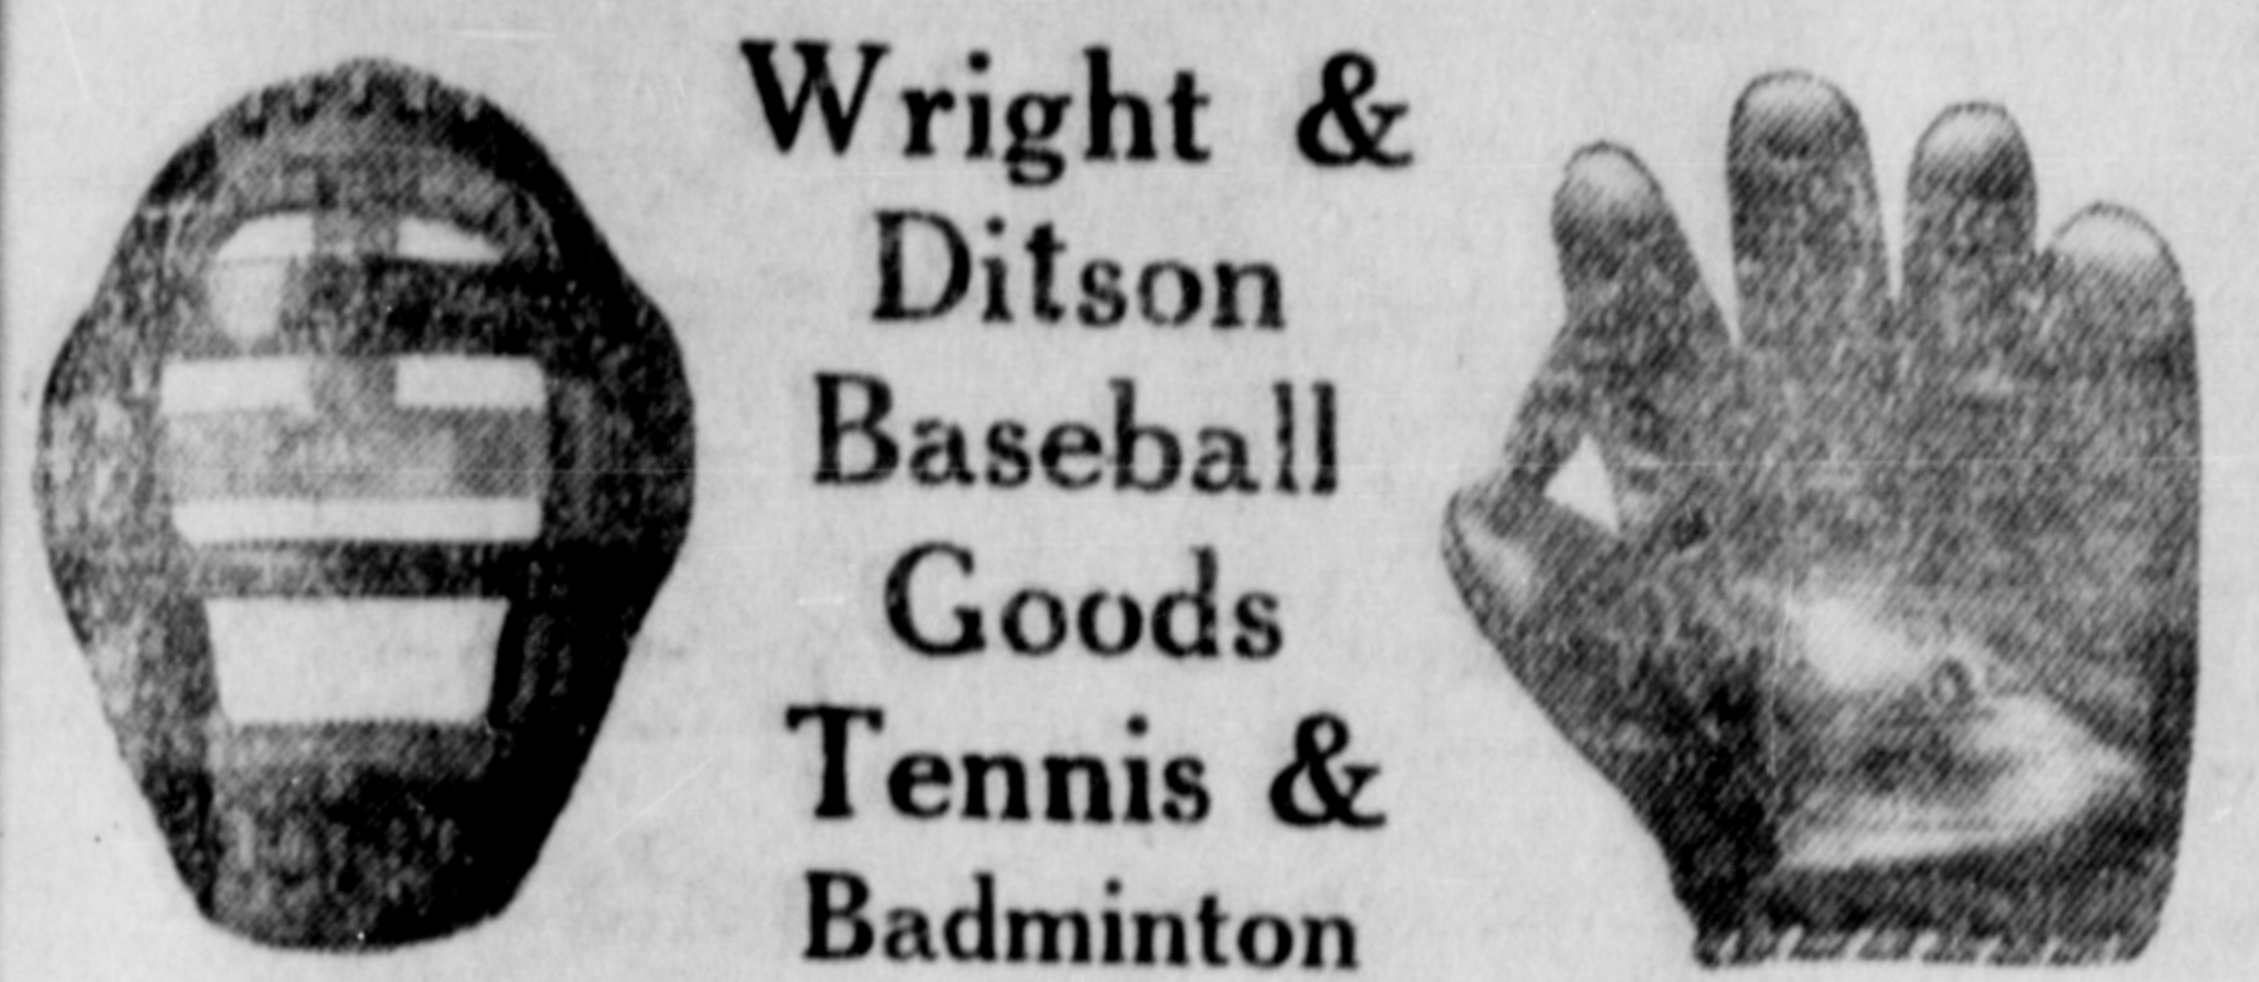 Wright &
Ditson
Baseball
Goods
Tennis &
Badminton